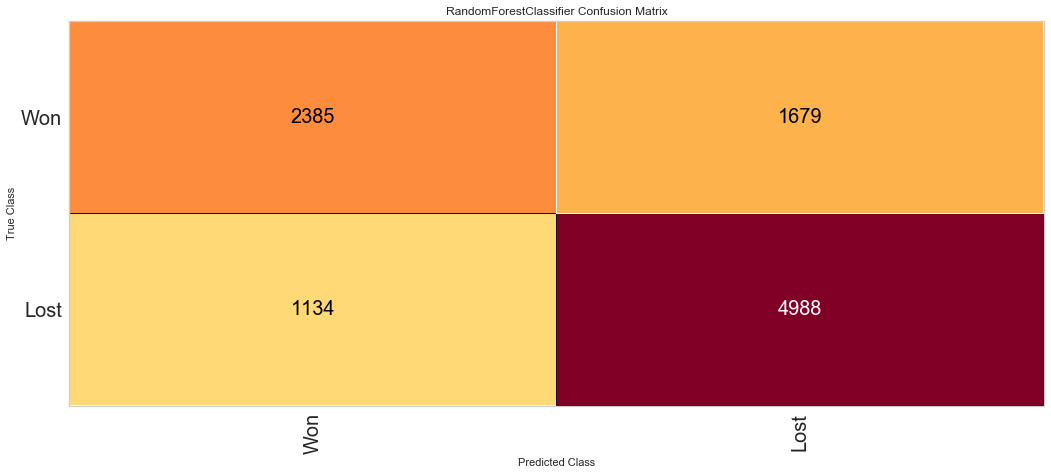 RandomForestClassifier Confusion Matrix
Won
2385
1679
True Class
Lost
1134
4988
Won
Lost
Predicted Class